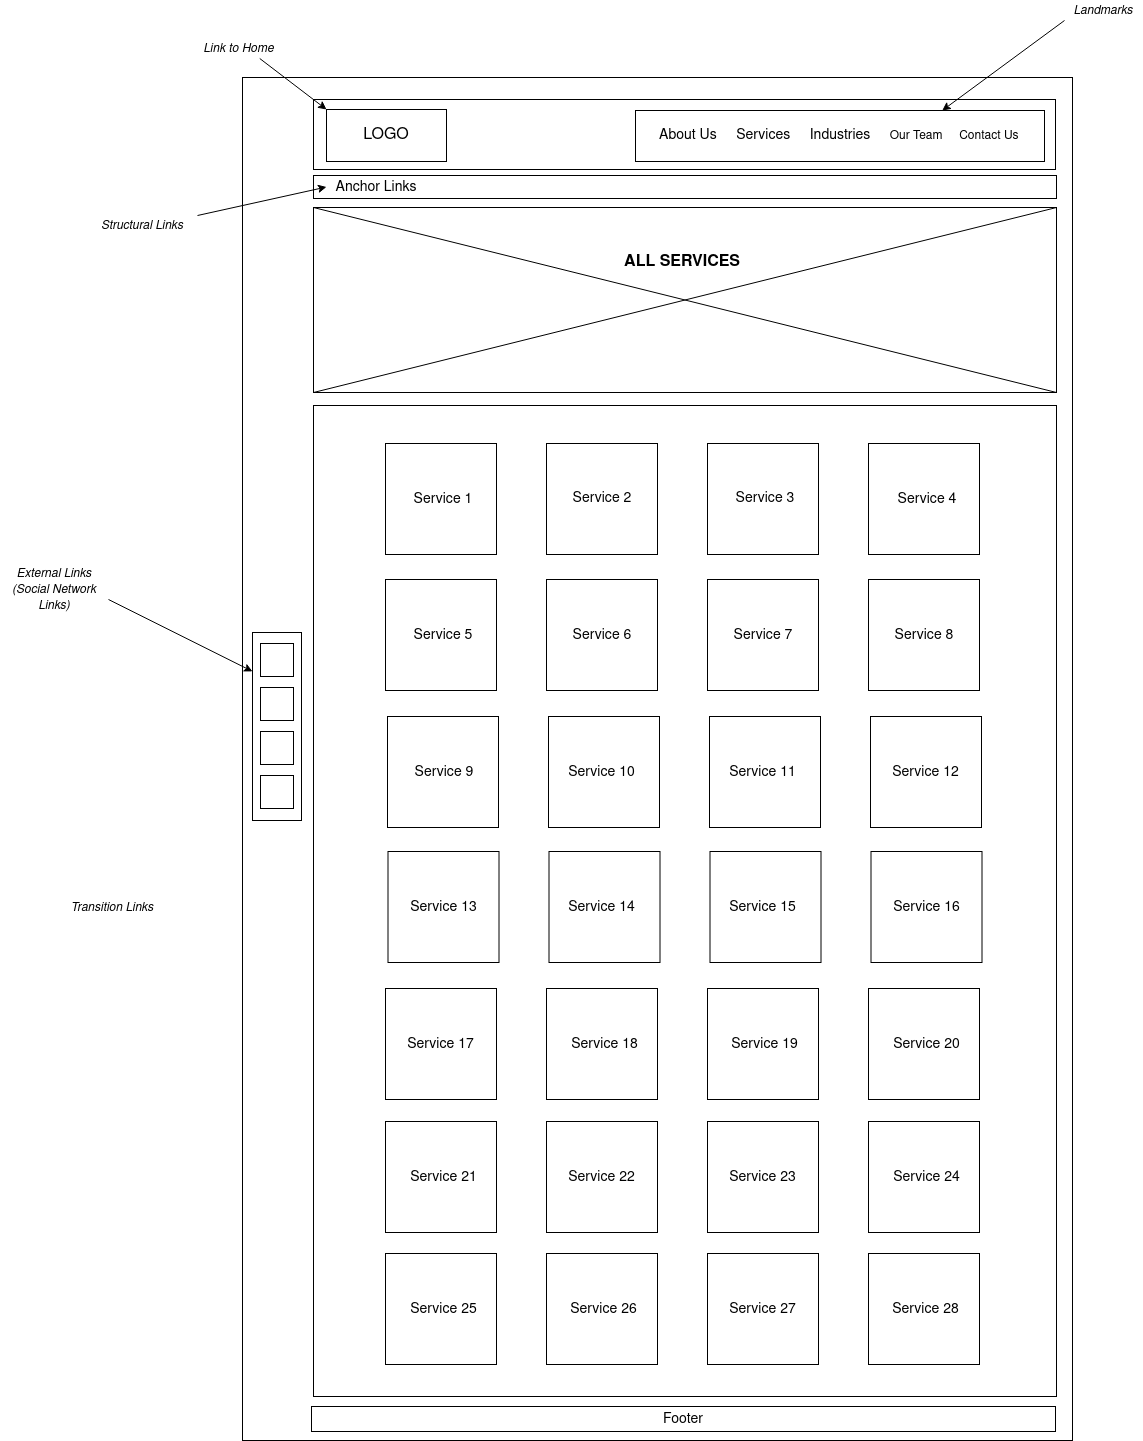 Landmarks
Link to Home
LOGO
About Us Services Industries Our Team Contact Us
Anchor Links
Structural Links
ALL SERVICES
Service 1 Service 2 Service 3 Service 4
External Links
(Social Network
Links)
Service 5 Service 6 Service 7 Service 8
Service 9 Service 10 Service 11 Service 12
Transition Links
Service 13 Service 14 Service 15 Service 16
Service 17 Service 18 Service 19 Service 20
Service 21 Service 22 Service 23 Service 24
Service 25 Service 26 Service 27 Service 28
Footer